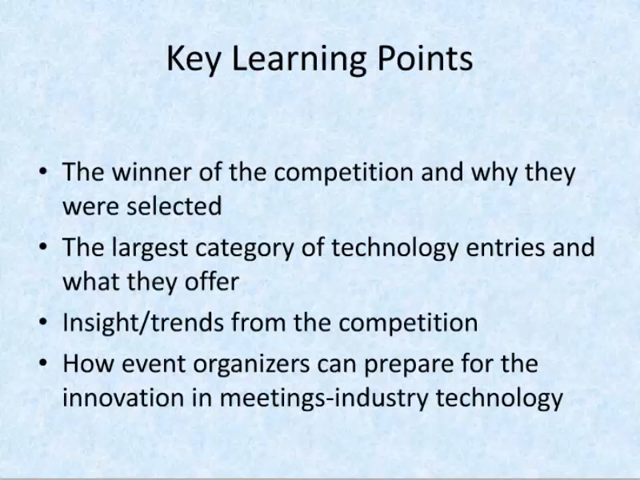 Key Learning Points
• The winner of the competition and why they
were selected
• The largest category of technology entries and
what they offer
• Insight/trends from the competition
• How event organizers can prepare for the
innovation in meetings-industry technology